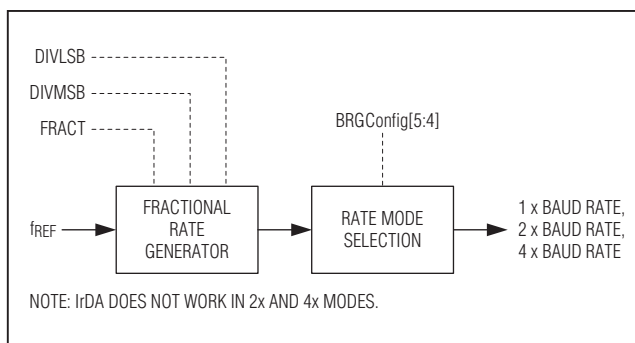 DIVLSB
DIVMSB
FRACT
BRGConfig[5:4]
fREF
FRACTIONAL
RATE
GENERATOR
RATE MODE
SELECTION
1 x BAUD RATE,
2 x BAUD RATE,
4 x BAUD RATE
NOTE: IrDA DOES NOT WORK IN 2x AND 4x MODES.